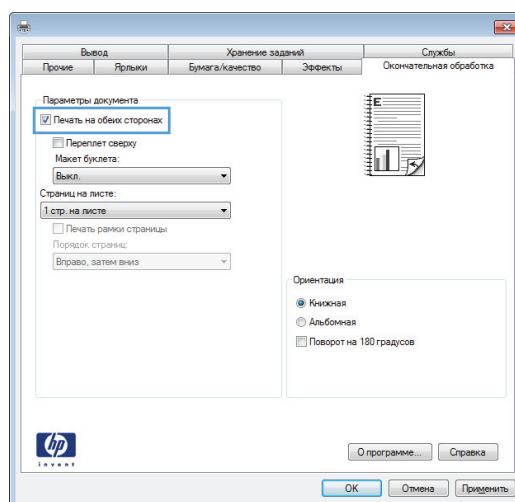 Вывод Хранение заданий Службы
Прочие Ярлыки Бумага/качество Эффекты Окончательная обработка
Параметры документа
Печать на обеих сторонах
Переплет сверху
Макет буклета:
Выкл.
Страниц на листе:
1 стр. на листе
Печать рамки страницы
Порядок страниц:
Вправо, затем вниз
E
Ориентация
Книжная
Альбомная
Поворот на 180 градусов
hp
invent
О программе... Справка
OK Отмена Применить